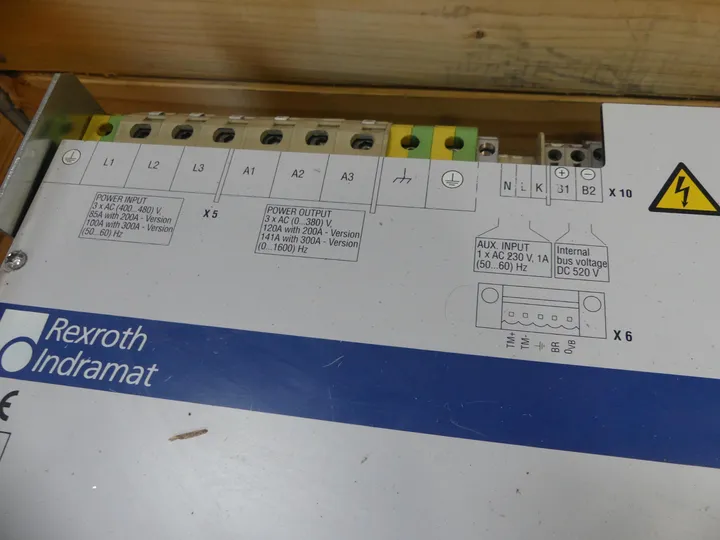 L1 L2 L3 A1 A2 A3
N L K B1 B2 X 10
POWER INPUT
3 x AC (400...480) V,
85A with 200A - Version
100A with 300A - Version
(50...60) Hz
X 5
POWER OUTPUT
3 x AC (0...380) V,
120A with 200A - Version
141A with 300A - Version
(0...1600) Hz
AUX. INPUT
1 x AC 230 V, 1A
(50...60) Hz
Internal
bus voltage
DC 520 V
TM+
TM-
BR
0VB
X 6
Rexroth
Indramat
CE